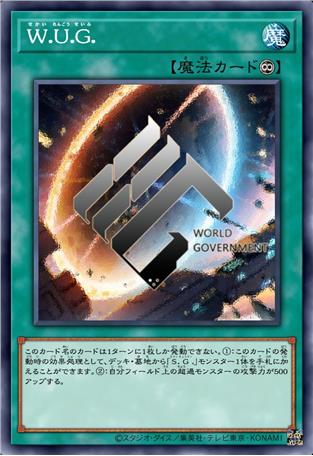 せかい れんごう せいふ
W.U.G.
魔
【魔法カード】
WORLD
GOVERNMENT
このカード名のカードは1ターンに1枚しか発動できない。①:このカードの発
動時の効果処理として、デッキ・墓地から「S.G.」モンスター1体を手札に加
えることができる。②:自分フィールド上の超過モンスターの攻撃力が500
アップする。
©スタジオ・ダイス/集英社・テレビ東京・KONAMI